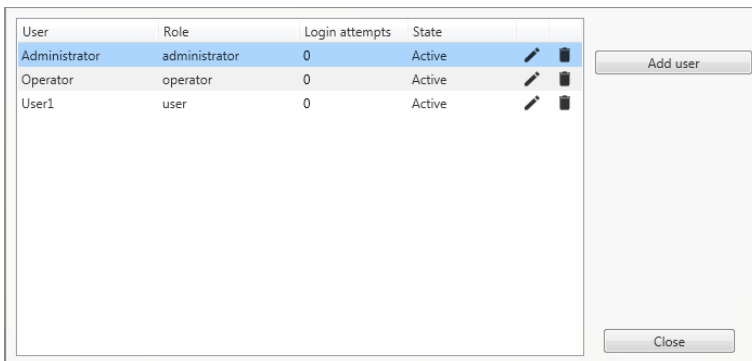 User Role Login attempts State
Administrator administrator 0 Active
Add user
Operator operator 0 Active
User1 user 0 Active
Close